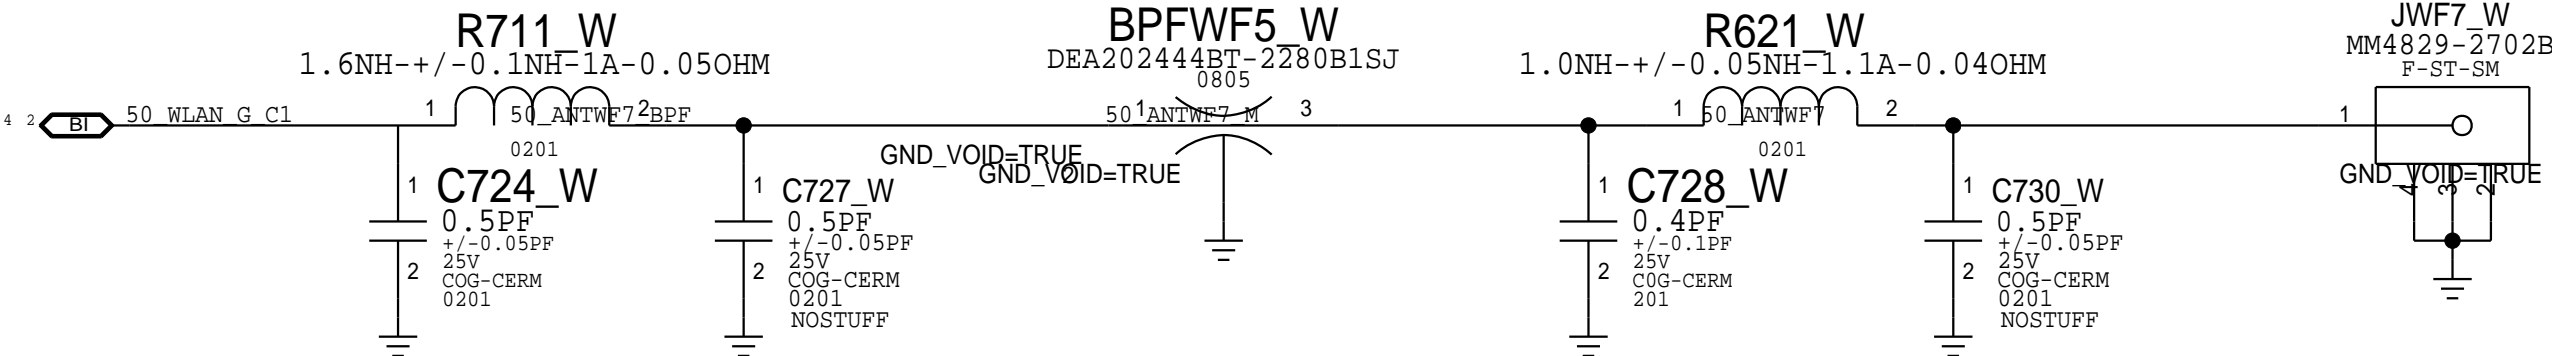 R711_W
1.6NH-+/-0.1NH-1A-0.05OHM
BPFWF5_W
DEA202444BT-2280B1SJ
0805
R621_W
1.0NH-+/-0.05NH-1.1A-0.04OHM
JWF7_W
MM4829-2702B
F-ST-SM
4 2
BI
50_WLAN_G_C1
1
50_ANTWF7_BPF
2
50_ANTWF7_M
1
3
1
50_ANTWF7
2
1
0201
GND_VOID=TRUE
GND_VOID=TRUE
2
0201
GND_VOID=TRUE
4
3
2
1
C724_W
0.5PF
+/-0.05PF
25V
2
COG-CERM
0201
1
C727_W
0.5PF
+/-0.05PF
25V
2
COG-CERM
0201
NOSTUFF
1
C728_W
0.4PF
+/-0.1PF
25V
2
C0G-CERM
201
1
C730_W
0.5PF
+/-0.05PF
25V
2
COG-CERM
0201
NOSTUFF